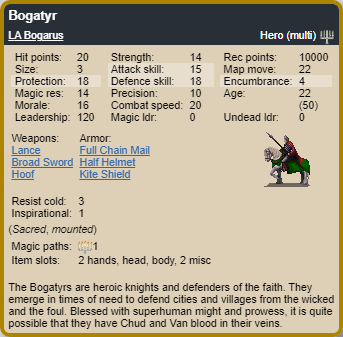 Bogatyr
LA Bogarus Hero (multi)
Hit points: 20 Strength: 14 Rec points: 10000
Size: 3 Attack skill: 15 Map move: 22
Protection: 18 Defence skill: 18 Encumbrance: 4
Magic res: 14 Precision: 10 Age: 22
Morale: 16 Combat speed: 20 (50)
Leadership: 120 Magic ldr: 0 Undead ldr: 0
Weapons: Armor:
Lance Full Chain Mail
Broad Sword Half Helmet
Hoof Kite Shield
Resist cold: 3
Inspirational: 1
(Sacred, mounted)
Magic paths: 1
Item slots: 2 hands, head, body, 2 misc
The Bogatyrs are heroic knights and defenders of the faith. They
emerge in times of need to defend cities and villages from the wicked
and the foul. Blessed with superhuman might and prowess, it is quite
possible that they have Chud and Van blood in their veins.